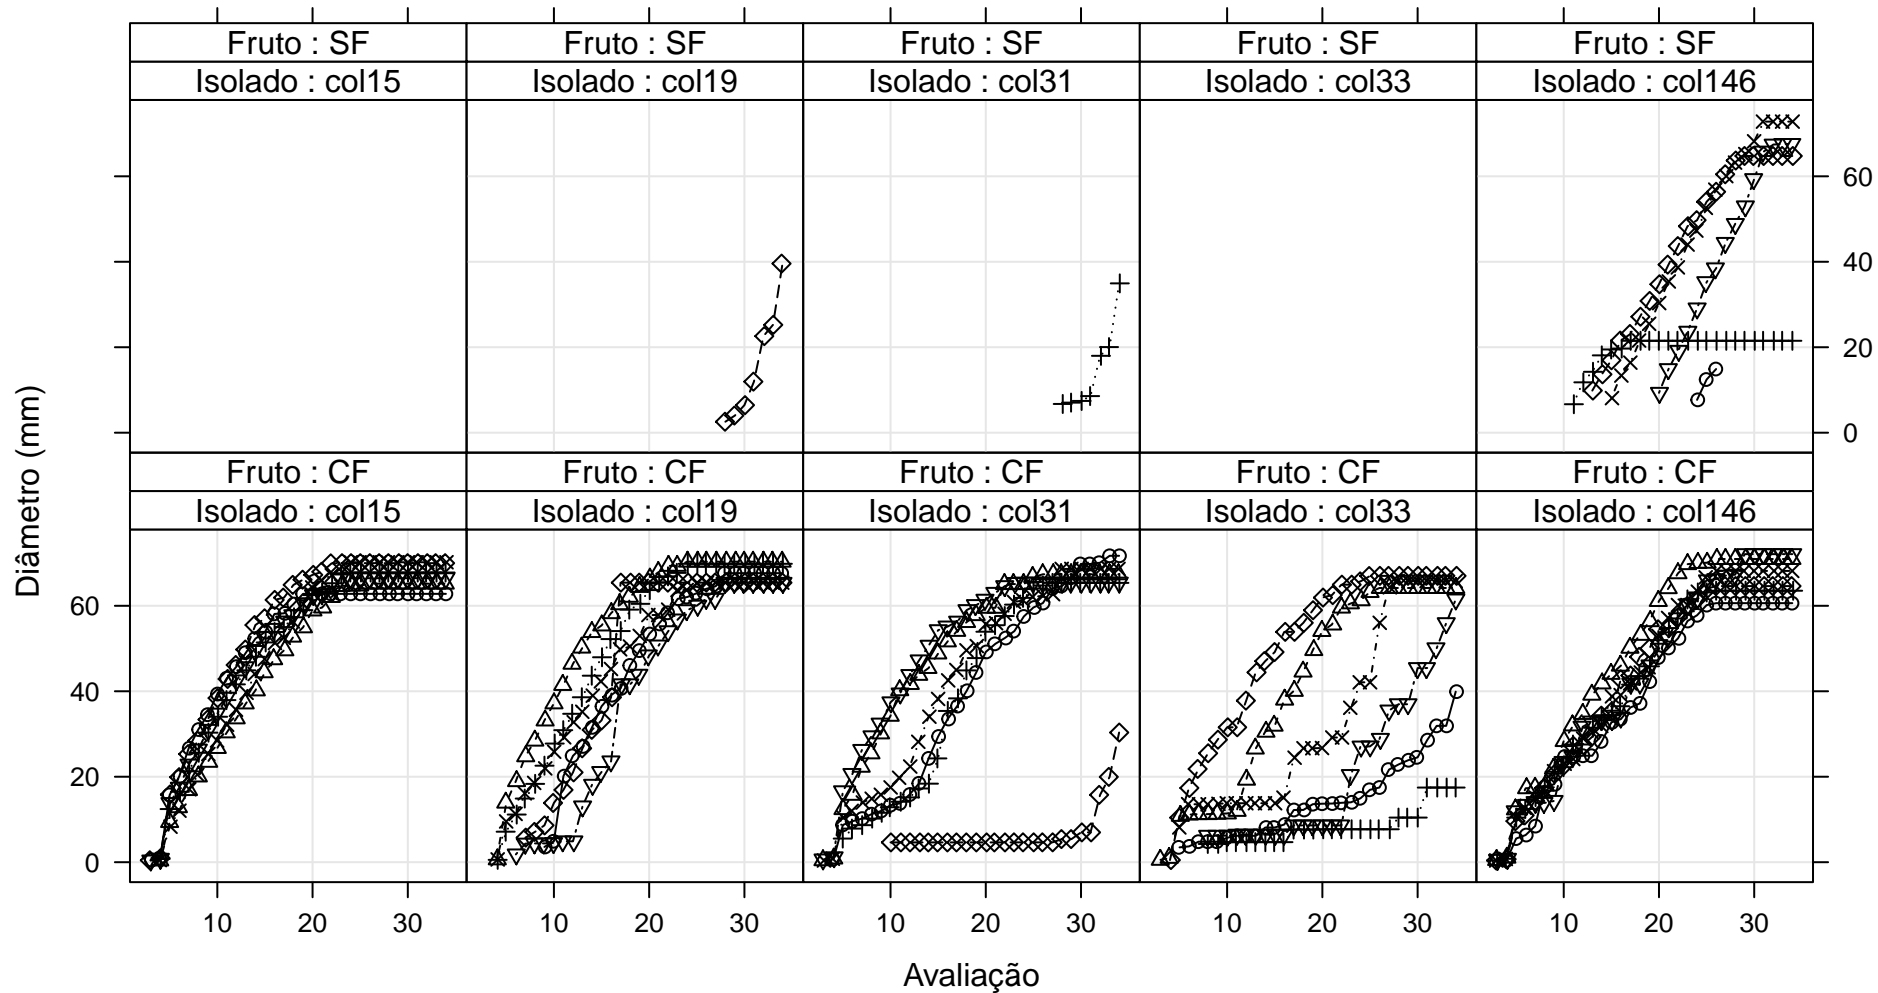 Fruto : SF Fruto : SF Fruto : SF Fruto : SF Fruto : SF
Isolado : col15 Isolado : col19 Isolado : col31 Isolado : col33 Isolado : col146
60
40
20
0
Diâmetro (mm)
Fruto : CF Fruto : CF Fruto : CF Fruto : CF Fruto : CF
Isolado : col15 Isolado : col19 Isolado : col31 Isolado : col33 Isolado : col146
60
40
20
0
10 20 30 10 20 30 10 20 30 10 20 30 10 20 30
Avaliação